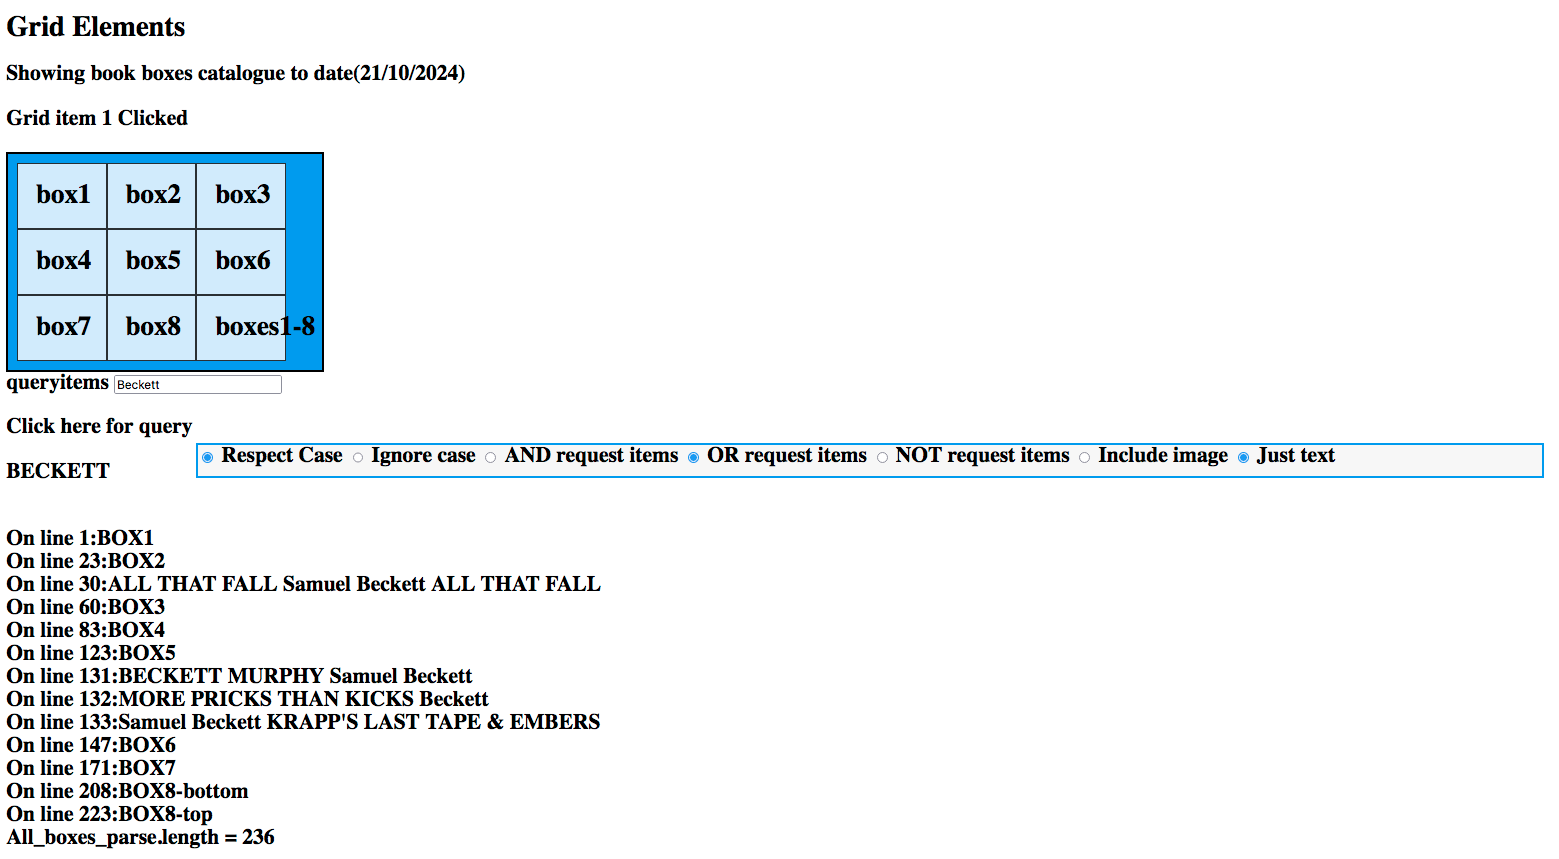 Grid Elements
Showing book boxes catalogue to date(21/10/2024)
Grid item 1 Clicked
box1 box2 box3
box4 box5 box6
box7 box8 boxes1-8
queryitems Beckett
Click here for query
Respect Case Ignore case AND request items OR request items NOT request items Include image Just text
BECKETT
On line 1:BOX1
On line 23:BOX2
On line 30:ALL THAT FALL Samuel Beckett ALL THAT FALL
On line 60:BOX3
On line 83:BOX4
On line 123:BOX5
On line 131:BECKETT MURPHY Samuel Beckett
On line 132:MORE PRICKS THAN KICKS Beckett
On line 133:Samuel Beckett KRAPP'S LAST TAPE & EMBERS
On line 147:BOX6
On line 171:BOX7
On line 208:BOX8-bottom
On line 223:BOX8-top
All_boxes_parse.length = 236